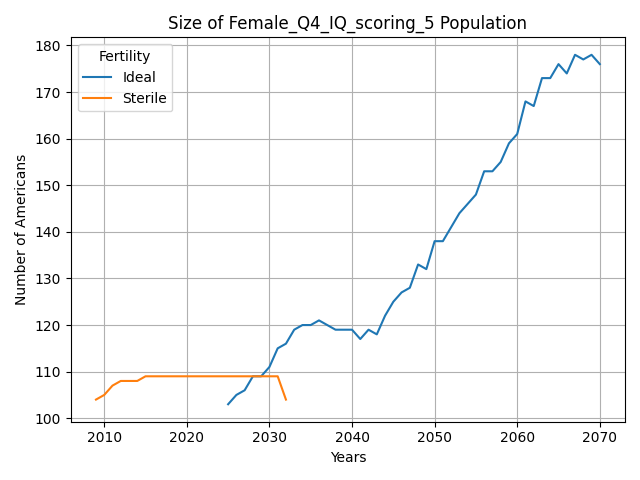 Size of Female_Q4_IQ_scoring_5 Population
Fertility
Ideal
Sterile
Number of Americans
180
170
160
150
140
130
120
110
100
2010 2020 2030 2040 2050 2060 2070
Years